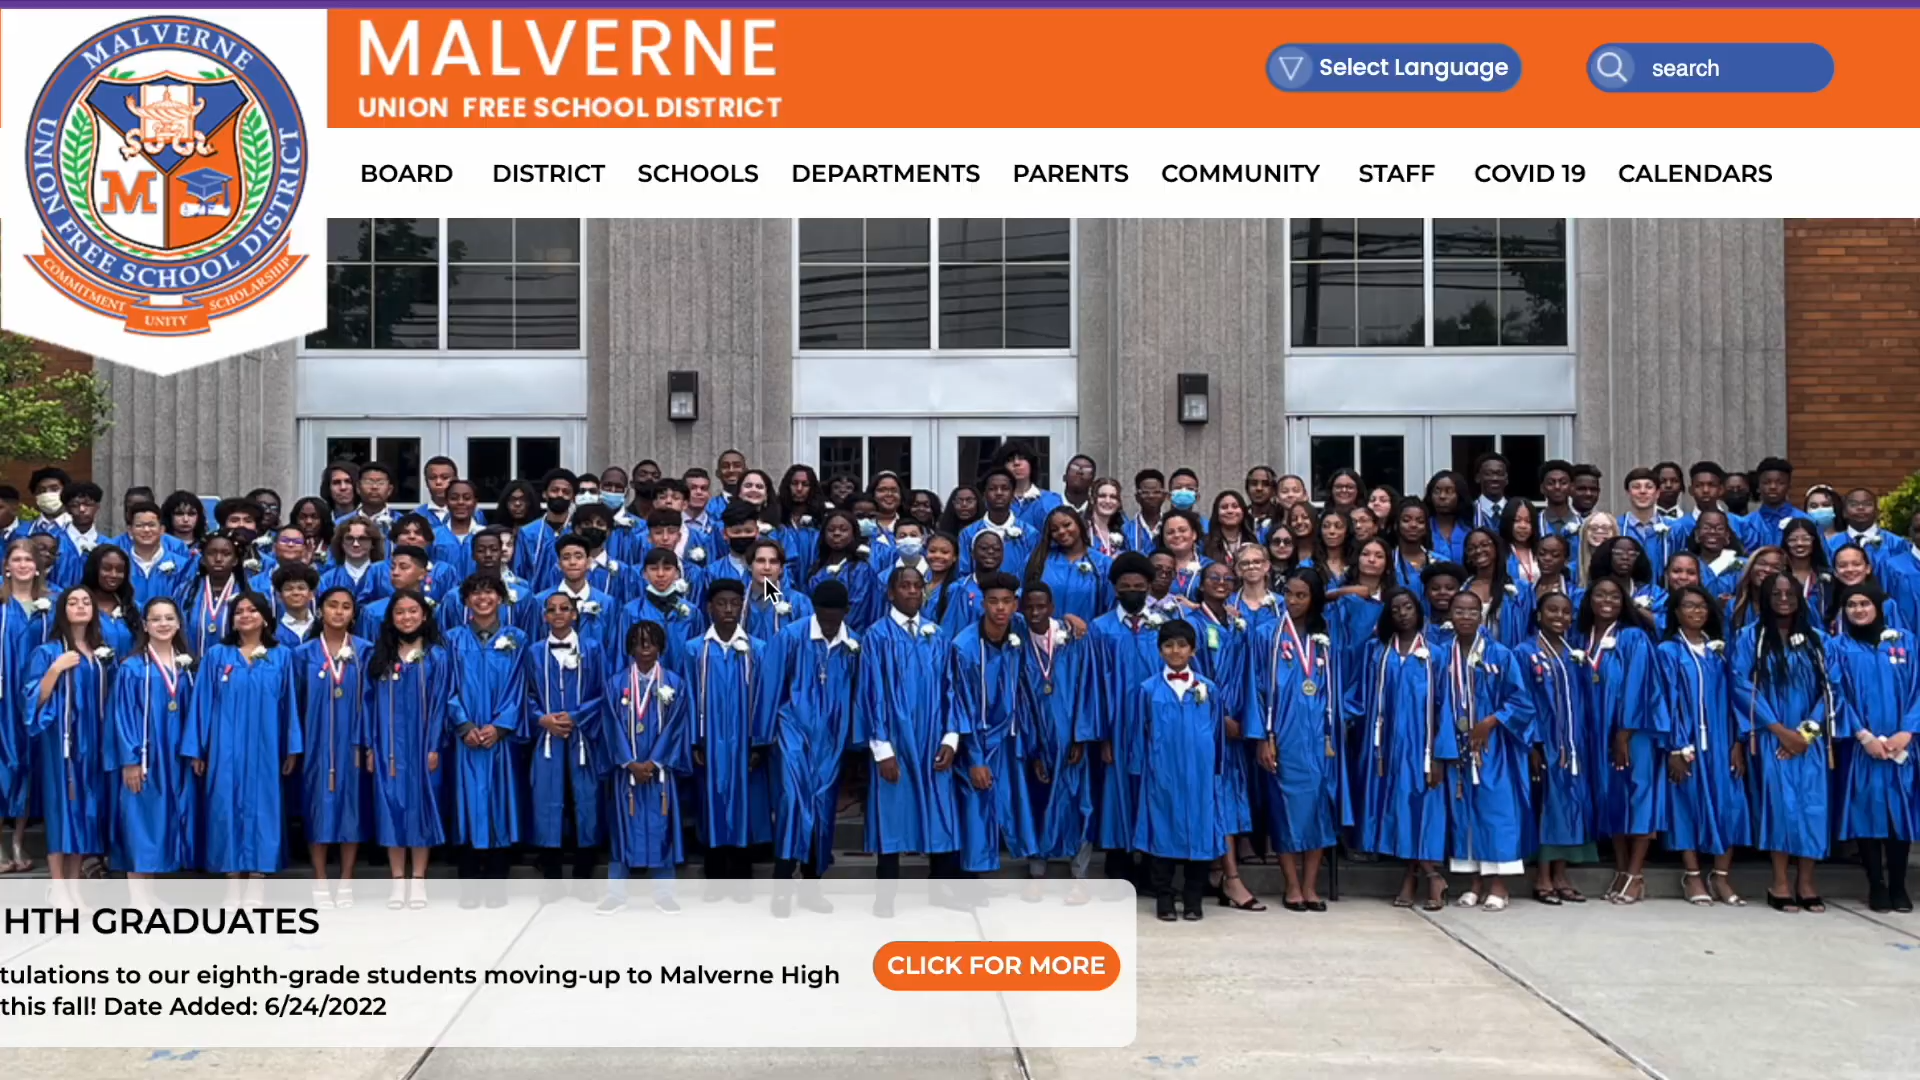 MALVERNE
UNION FREE SCHOOL DISTRICT
Select Language
search
MALVERNE
UNION FREE SCHOOL DISTRICT
M
COMMITMENT
UNITY
SCHOLARSHIP
BOARD DISTRICT SCHOOLS DEPARTMENTS PARENTS COMMUNITY STAFF COVID 19 CALENDARS
HTH GRADUATES
tulations to our eighth-grade students moving-up to Malverne High
this fall! Date Added: 6/24/2022
CLICK FOR MORE